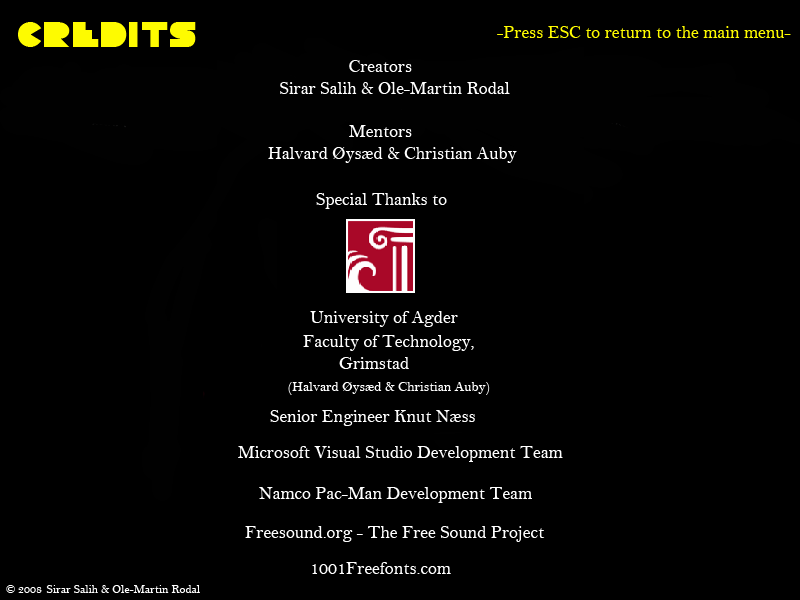 CREDITS
-Press ESC to return to the main menu-
Creators
Sirar Salih & Ole-Martin Rodal
Mentors
Halvard Øysæd & Christian Auby
Special Thanks to
University of Agder
Faculty of Technology,
Grimstad
(Halvard Øysæd & Christian Auby)
Senior Engineer Knut Næss
Microsoft Visual Studio Development Team
Namco Pac-Man Development Team
Freesound.org - The Free Sound Project
1001Freefonts.com
© 2008 Sirar Salih & Ole-Martin Rodal